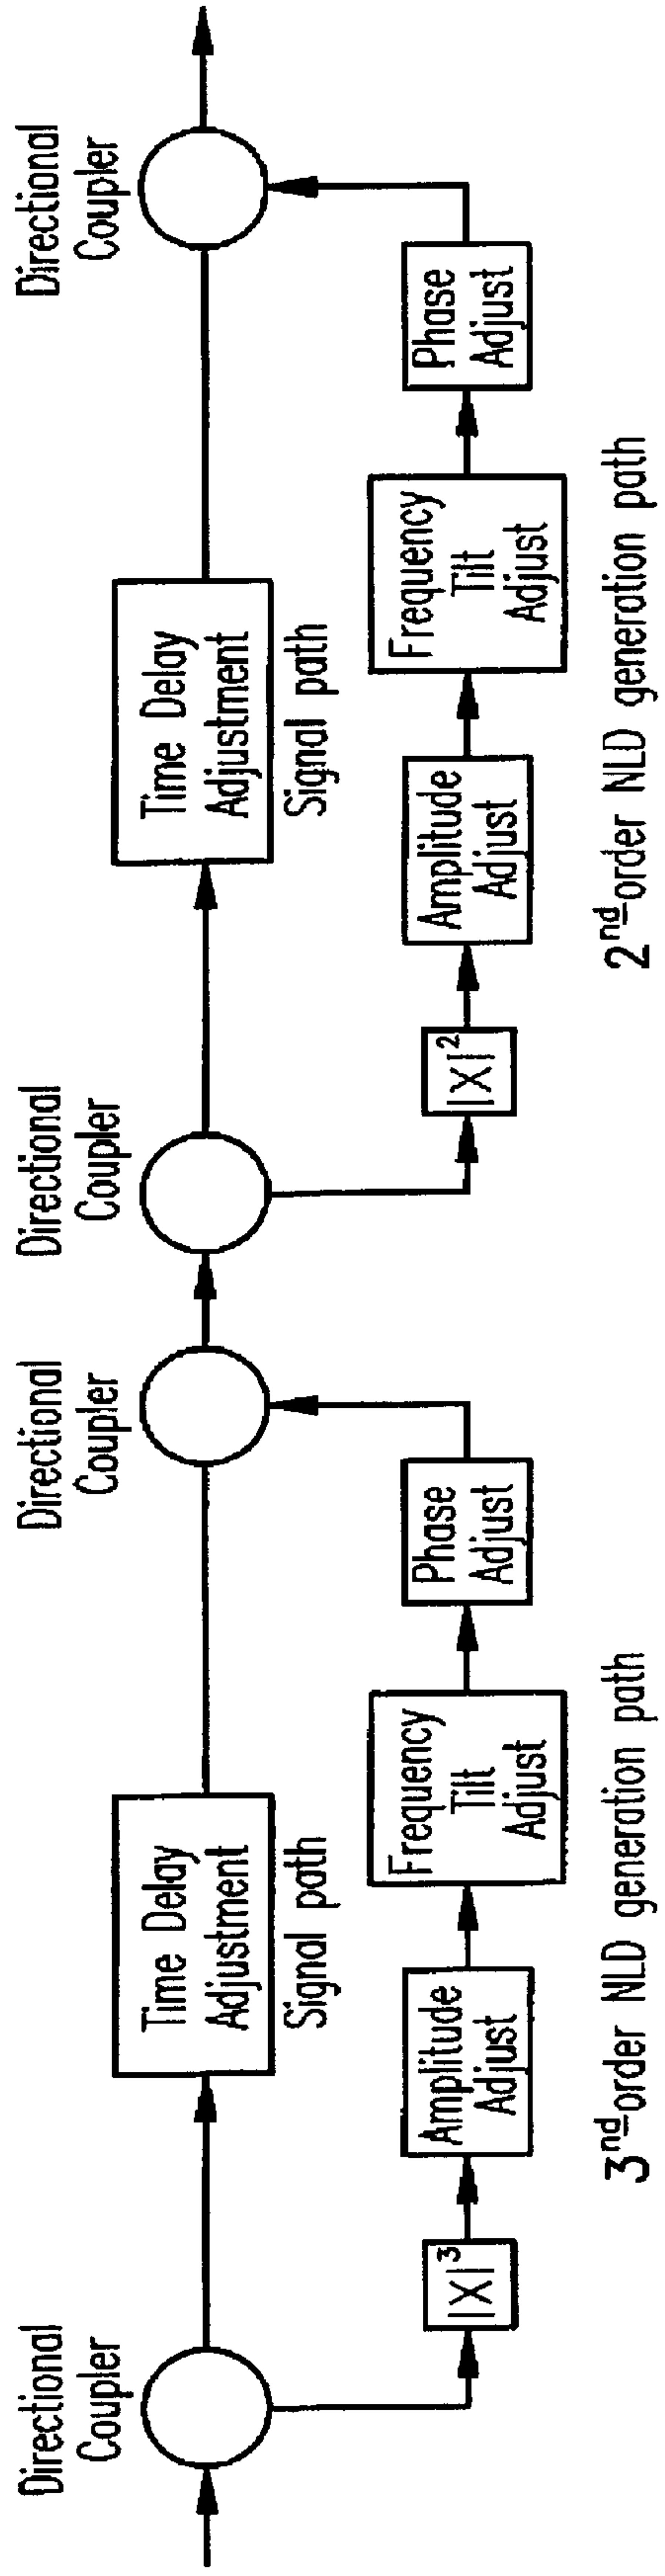 Directional
Coupler
Time Delay
Adjustment
Signal path
Directional
Coupler
|X|³
Amplitude
Adjust
Frequency
Tilt
Adjust
Phase
Adjust
3ⁿᵈ order NLD generation path
Directional
Coupler
Time Delay
Adjustment
Signal path
Directional
Coupler
|X|²
Amplitude
Adjust
Frequency
Tilt
Adjust
Phase
Adjust
2ⁿᵈ order NLD generation path